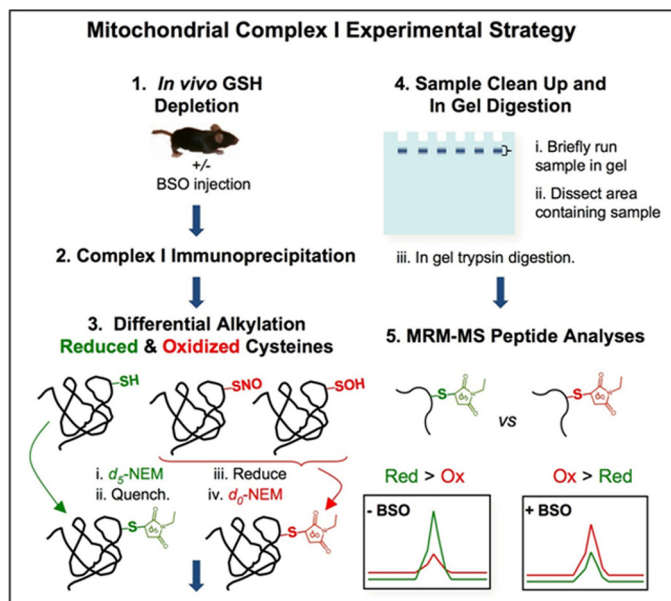 Mitochondrial Complex I Experimental Strategy
1. In vivo GSH
Depletion
+/-
BSO injection
2. Complex I Immunoprecipitation
3. Differential Alkylation
Reduced & Oxidized Cysteines
SH
SNO
SOH
i. d5-NEM
ii. Quench.
iii. Reduce
iv. d0-NEM
S
d5
N
O
O
S
d0
N
O
O
4. Sample Clean Up and
In Gel Digestion
i. Briefly run
sample in gel
ii. Dissect area
containing sample
iii. In gel trypsin digestion.
5. MRM-MS Peptide Analyses
S
d5
N
O
O
vs
S
d0
N
O
O
Red > Ox
Ox > Red
- BSO
+ BSO